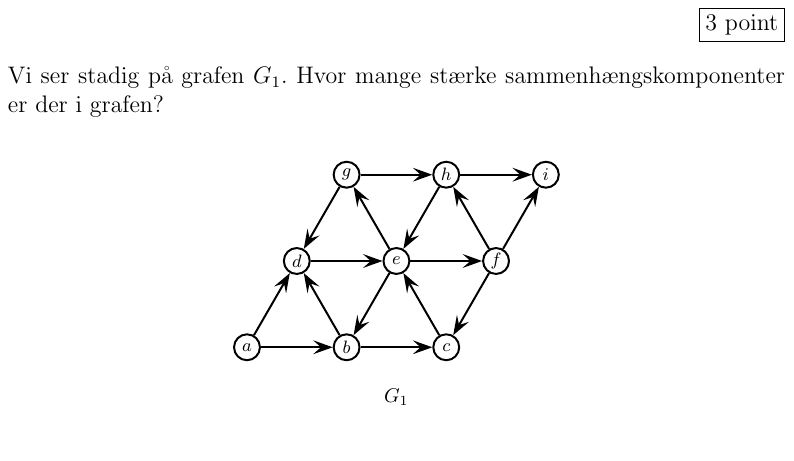 3 point
Vi ser stadig på grafen G₁. Hvor mange stærke sammenhængskomponenter
er der i grafen?
g h i
d e f
a b c
G₁